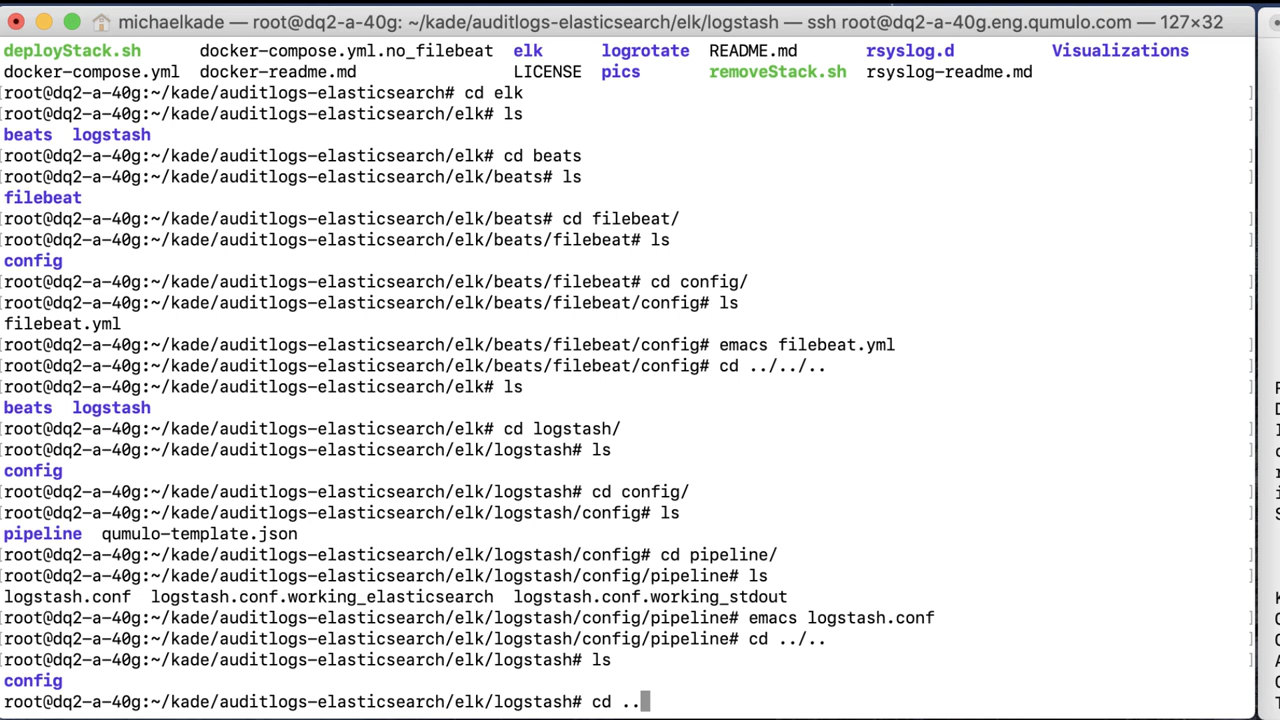 michaelkade — root@dq2-a-40g: ~/kade/auditlogs-elasticsearch/elk/logstash — ssh root@dq2-a-40g.eng.qumulo.com — 127×32
deployStack.sh docker-compose.yml.no_filebeat elk logrotate README.md rsyslog.d Visualizations
docker-compose.yml docker-readme.md LICENSE pics removeStack.sh rsyslog-readme.md
[root@dq2-a-40g:~/kade/auditlogs-elasticsearch# cd elk ]
[root@dq2-a-40g:~/kade/auditlogs-elasticsearch/elk# ls ]
beats logstash
[root@dq2-a-40g:~/kade/auditlogs-elasticsearch/elk# cd beats ]
[root@dq2-a-40g:~/kade/auditlogs-elasticsearch/elk/beats# ls ]
filebeat
[root@dq2-a-40g:~/kade/auditlogs-elasticsearch/elk/beats# cd filebeat/ ]
[root@dq2-a-40g:~/kade/auditlogs-elasticsearch/elk/beats/filebeat# ls ]
config
[root@dq2-a-40g:~/kade/auditlogs-elasticsearch/elk/beats/filebeat# cd config/ ]
[root@dq2-a-40g:~/kade/auditlogs-elasticsearch/elk/beats/filebeat/config# ls ]
filebeat.yml
[root@dq2-a-40g:~/kade/auditlogs-elasticsearch/elk/beats/filebeat/config# emacs filebeat.yml ]
[root@dq2-a-40g:~/kade/auditlogs-elasticsearch/elk/beats/filebeat/config# cd ../../.. ]
[root@dq2-a-40g:~/kade/auditlogs-elasticsearch/elk# ls ]
beats logstash
[root@dq2-a-40g:~/kade/auditlogs-elasticsearch/elk# cd logstash/ ]
[root@dq2-a-40g:~/kade/auditlogs-elasticsearch/elk/logstash# ls ]
config
[root@dq2-a-40g:~/kade/auditlogs-elasticsearch/elk/logstash# cd config/ ]
[root@dq2-a-40g:~/kade/auditlogs-elasticsearch/elk/logstash/config# ls ]
pipeline qumulo-template.json
[root@dq2-a-40g:~/kade/auditlogs-elasticsearch/elk/logstash/config# cd pipeline/ ]
[root@dq2-a-40g:~/kade/auditlogs-elasticsearch/elk/logstash/config/pipeline# ls ]
logstash.conf logstash.conf.working_elasticsearch logstash.conf.working_stdout
[root@dq2-a-40g:~/kade/auditlogs-elasticsearch/elk/logstash/config/pipeline# emacs logstash.conf ]
[root@dq2-a-40g:~/kade/auditlogs-elasticsearch/elk/logstash/config/pipeline# cd ../.. ]
[root@dq2-a-40g:~/kade/auditlogs-elasticsearch/elk/logstash# ls ]
config
root@dq2-a-40g:~/kade/auditlogs-elasticsearch/elk/logstash# cd ..